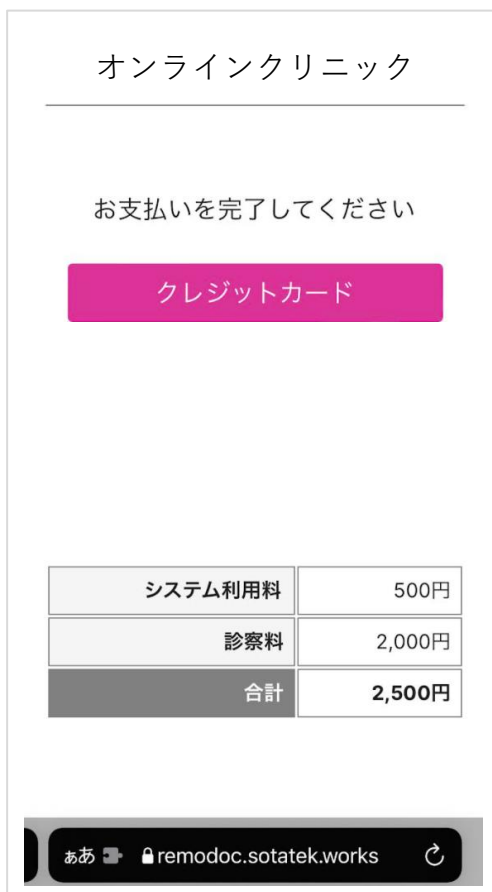 オンラインクリニック
お支払いを完了してください
クレジットカード
システム利用料 500円
診察料 2,000円
合計 2,500円
ぁあ remodoc.sotatek.works